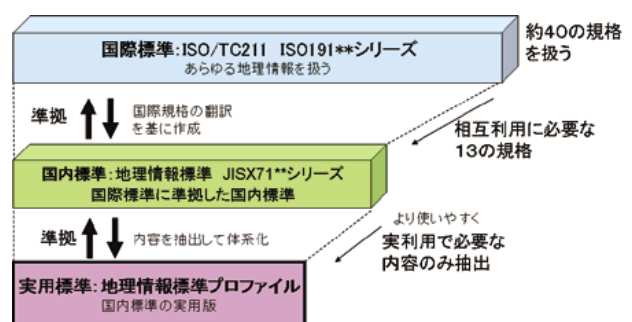 国際標準：ISO/TC211 ISO191**シリーズ
あらゆる地理情報を扱う
約40の規格
を扱う
準拠
国際規格の翻訳
を基に作成
相互利用に必要な
13の規格
国内標準：地理情報標準 JISX71**シリーズ
国際標準に準拠した国内標準
準拠
内容を抽出して体系化
より使いやすく
実利用で必要な
内容のみ抽出
実用標準：地理情報標準プロファイル
国内標準の実用版